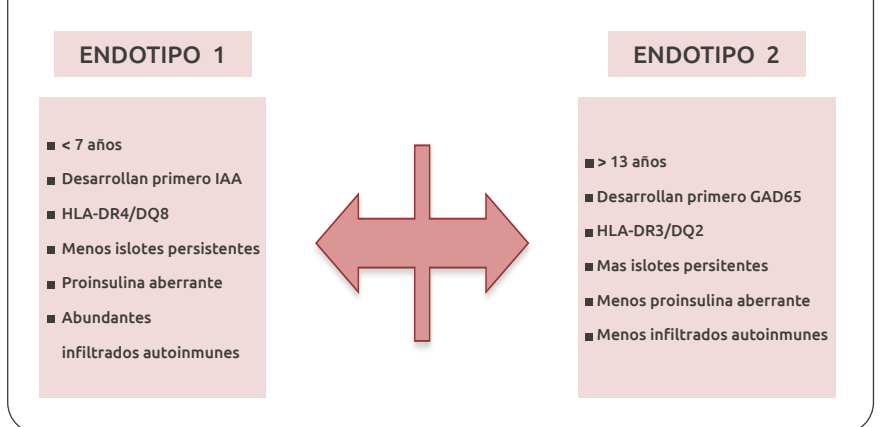 ENDOTIPO 1
< 7 años
Desarrollan primero IAA
HLA-DR4/DQ8
Menos islotes persistentes
Proinsulina aberrante
Abundantes
infiltrados autoinmunes
ENDOTIPO 2
> 13 años
Desarrollan primero GAD65
HLA-DR3/DQ2
Mas islotes persitentes
Menos proinsulina aberrante
Menos infiltrados autoinmunes